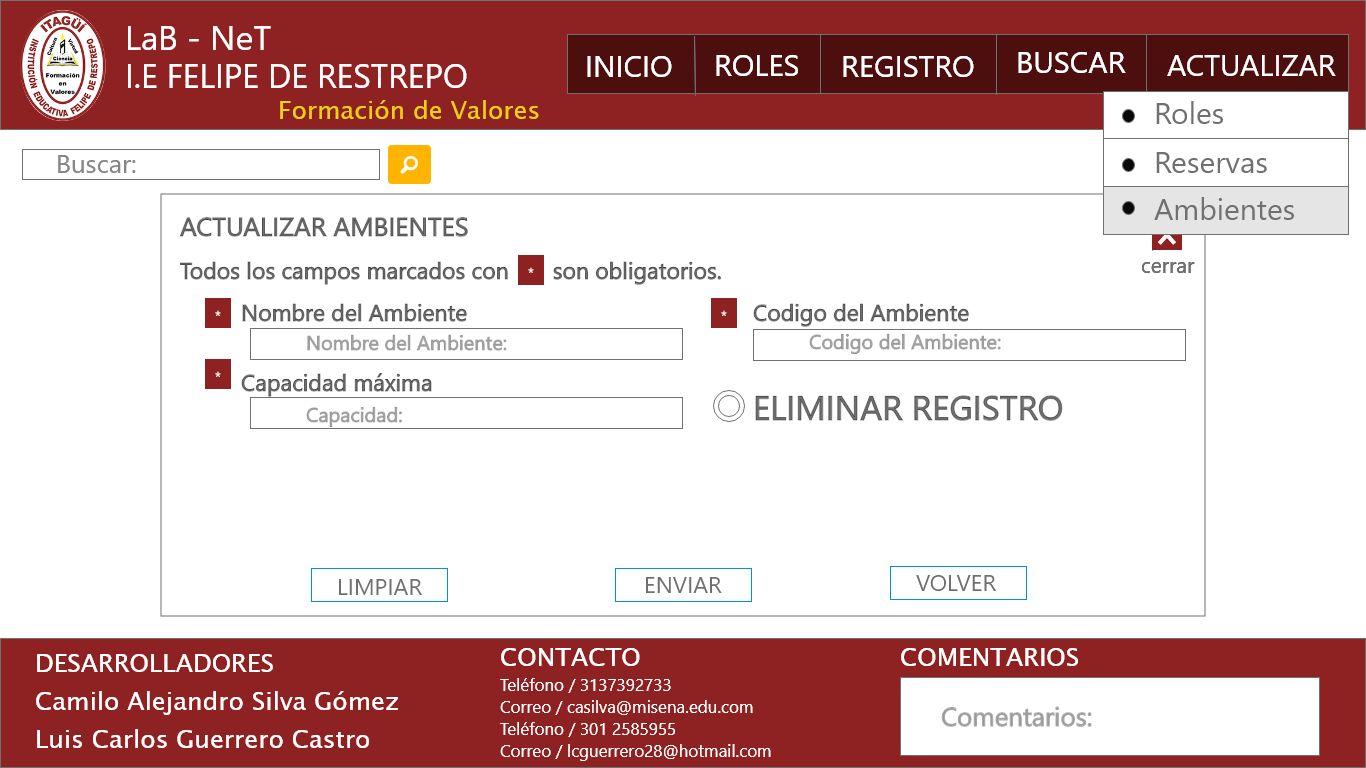 ITAGÜÍ
INSTITUCIÓN EDUCATIVA FELIPE DE RESTREPO
Ciencia
Formación
en
Valores
LaB - NeT
I.E FELIPE DE RESTREPO
Formación de Valores
INICIO ROLES REGISTRO BUSCAR ACTUALIZAR
Roles
Reservas
Ambientes
Buscar:
ACTUALIZAR AMBIENTES
cerrar
Todos los campos marcados con * son obligatorios.
* Nombre del Ambiente * Codigo del Ambiente
Nombre del Ambiente: Codigo del Ambiente:
* Capacidad máxima
Capacidad: ELIMINAR REGISTRO
LIMPIAR ENVIAR VOLVER
DESARROLLADORES
Camilo Alejandro Silva Gómez
Luis Carlos Guerrero Castro
CONTACTO
Teléfono / 3137392733
Correo / casilva@misena.edu.com
Teléfono / 301 2585955
Correo / lcguerrero28@hotmail.com
COMENTARIOS
Comentarios: